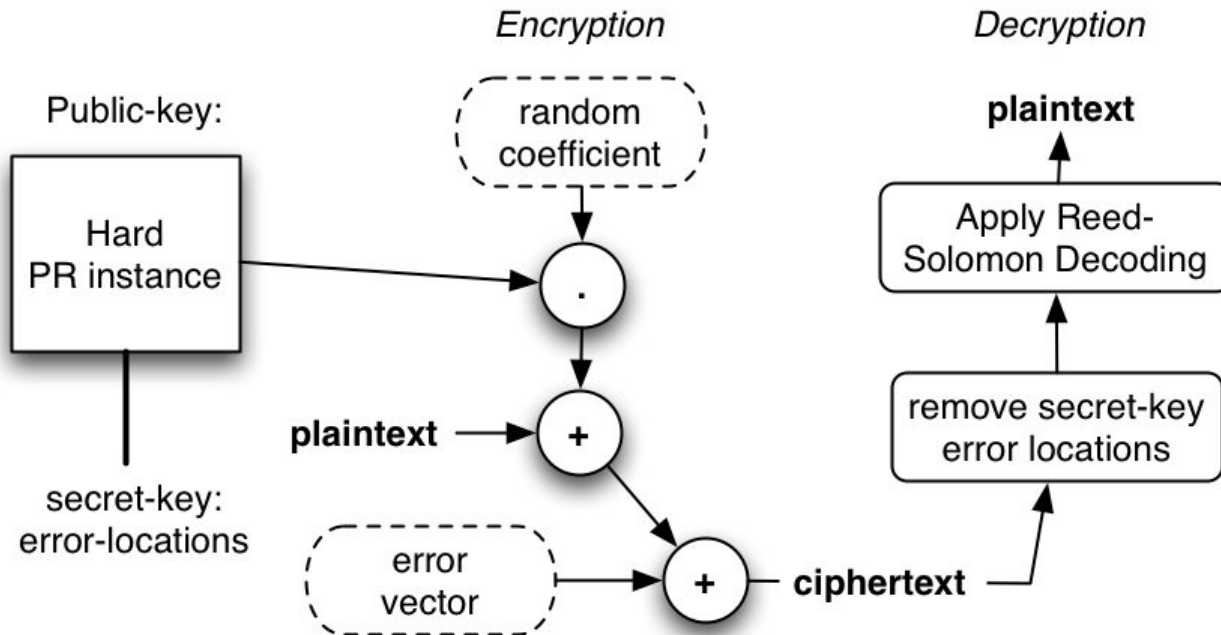 Encryption
Decryption
Public-key:
random
coefficient
plaintext
Hard
PR instance
.
Apply Reed-
Solomon Decoding
plaintext
+
remove secret-key
error locations
secret-key:
error-locations
error
vector
+
ciphertext